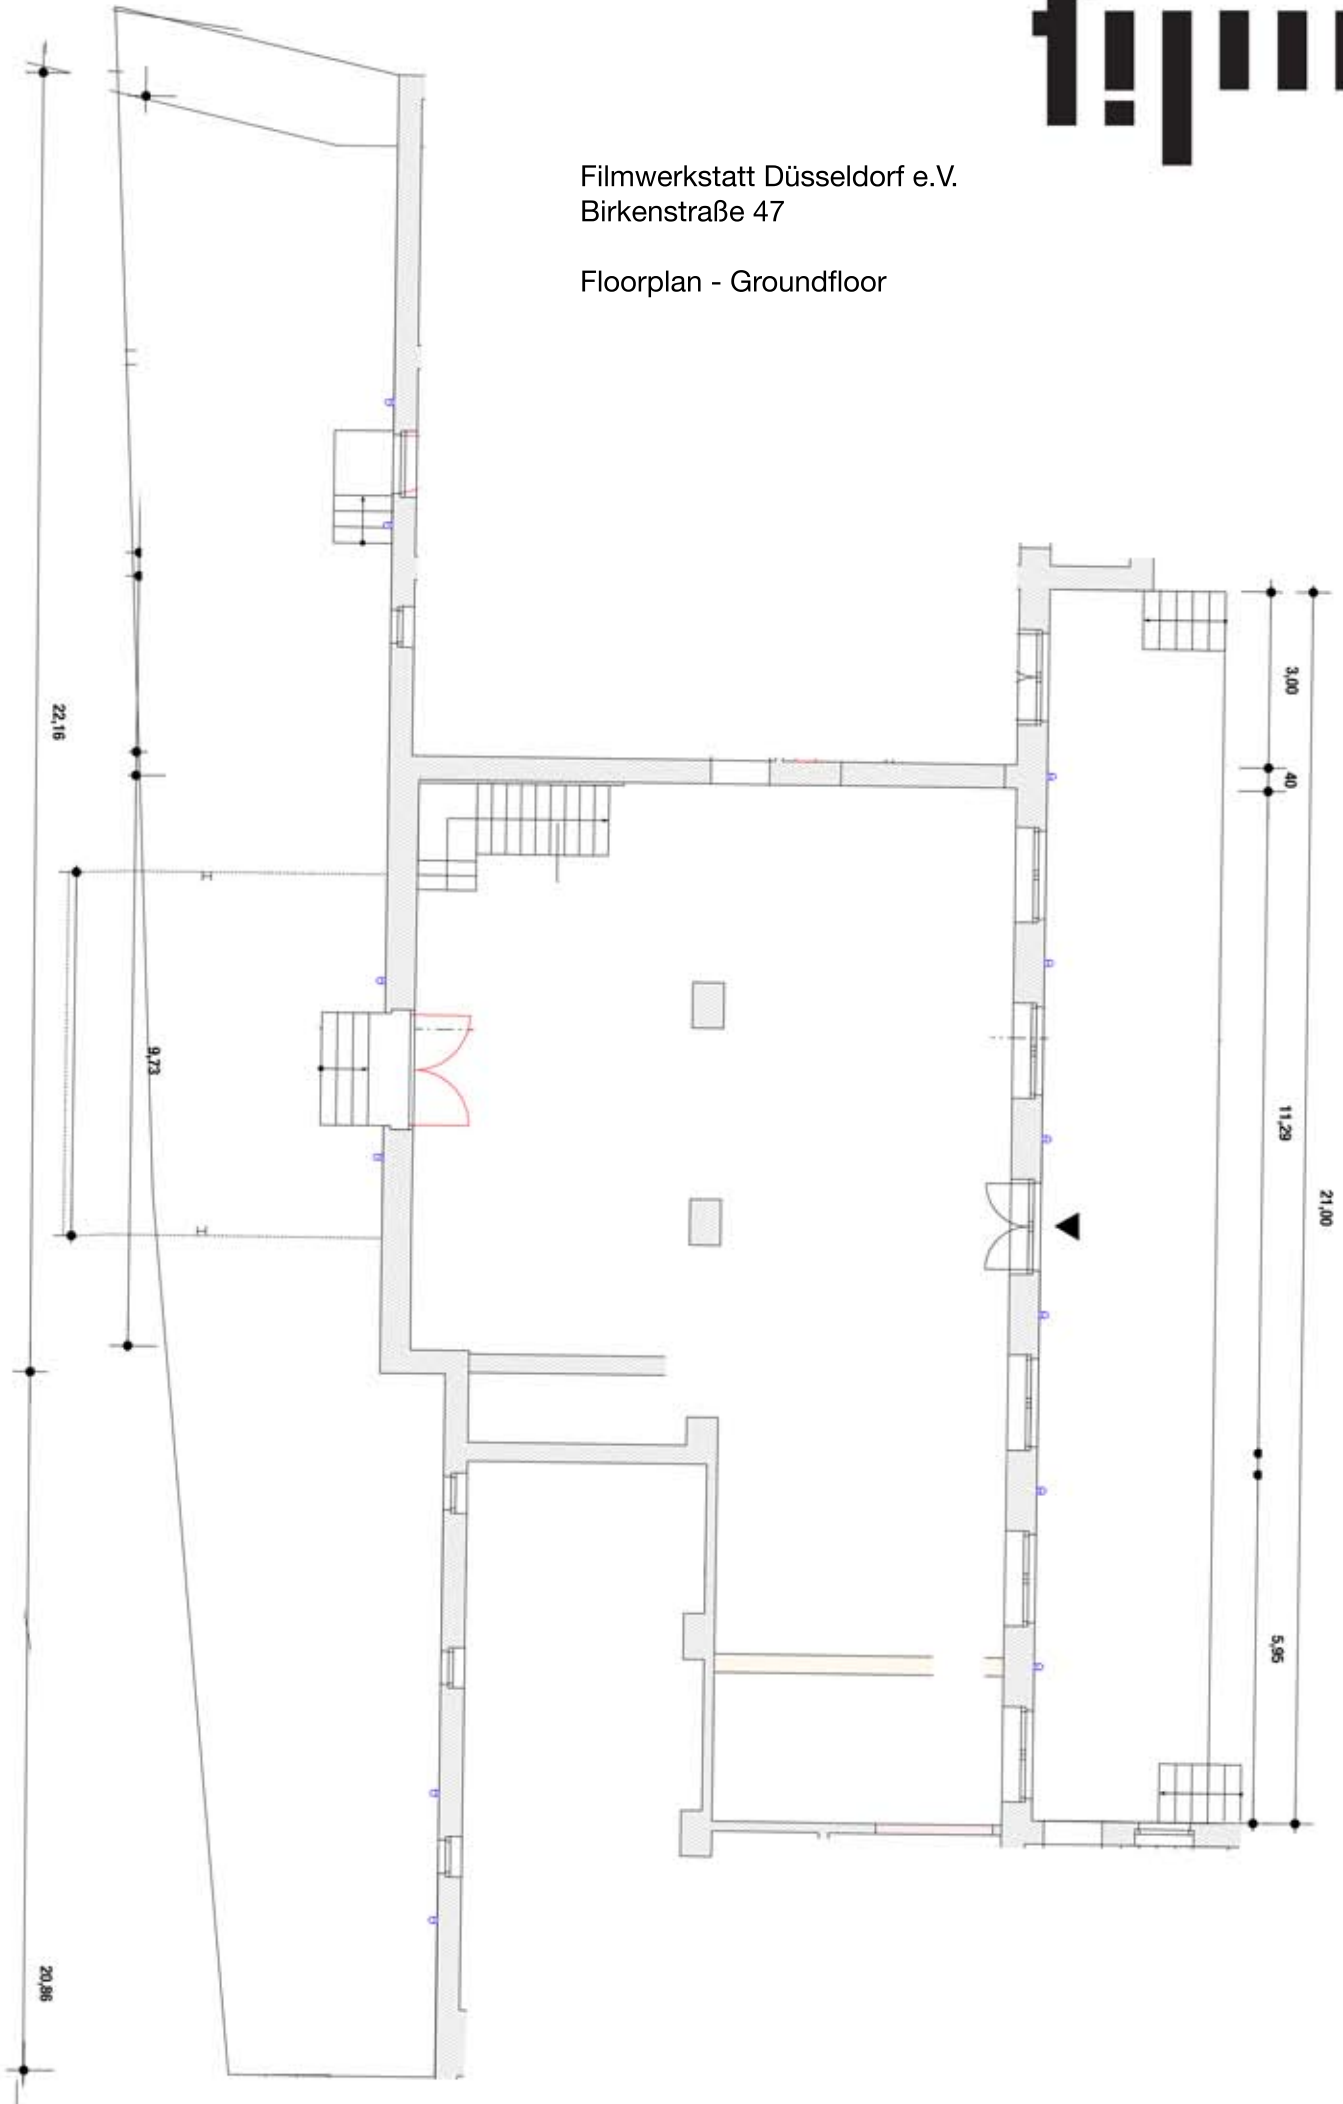 Filmwerkstatt Düsseldorf e.V.
Birkenstraße 47
Floorplan - Groundfloor
3,00
22,16
40
9,73
11,29
21,00
5,95
20,86